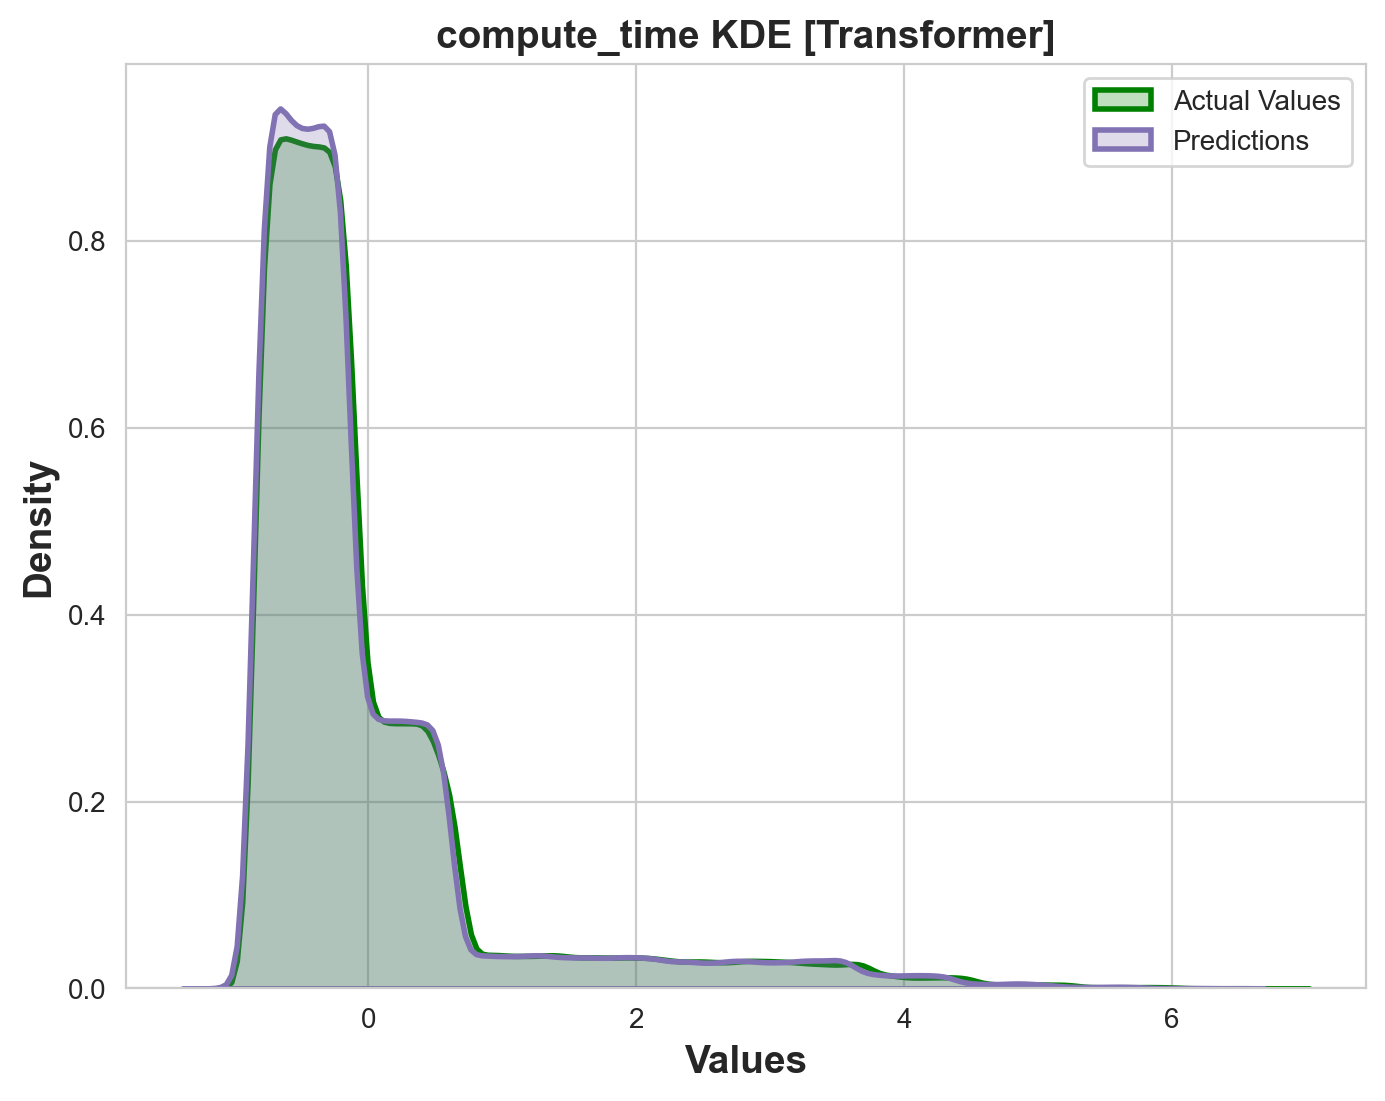 compute_time KDE [Transformer]
Actual Values
Predictions
Density
0.8
0.6
0.4
0.2
0.0
0
2
4
6
Values